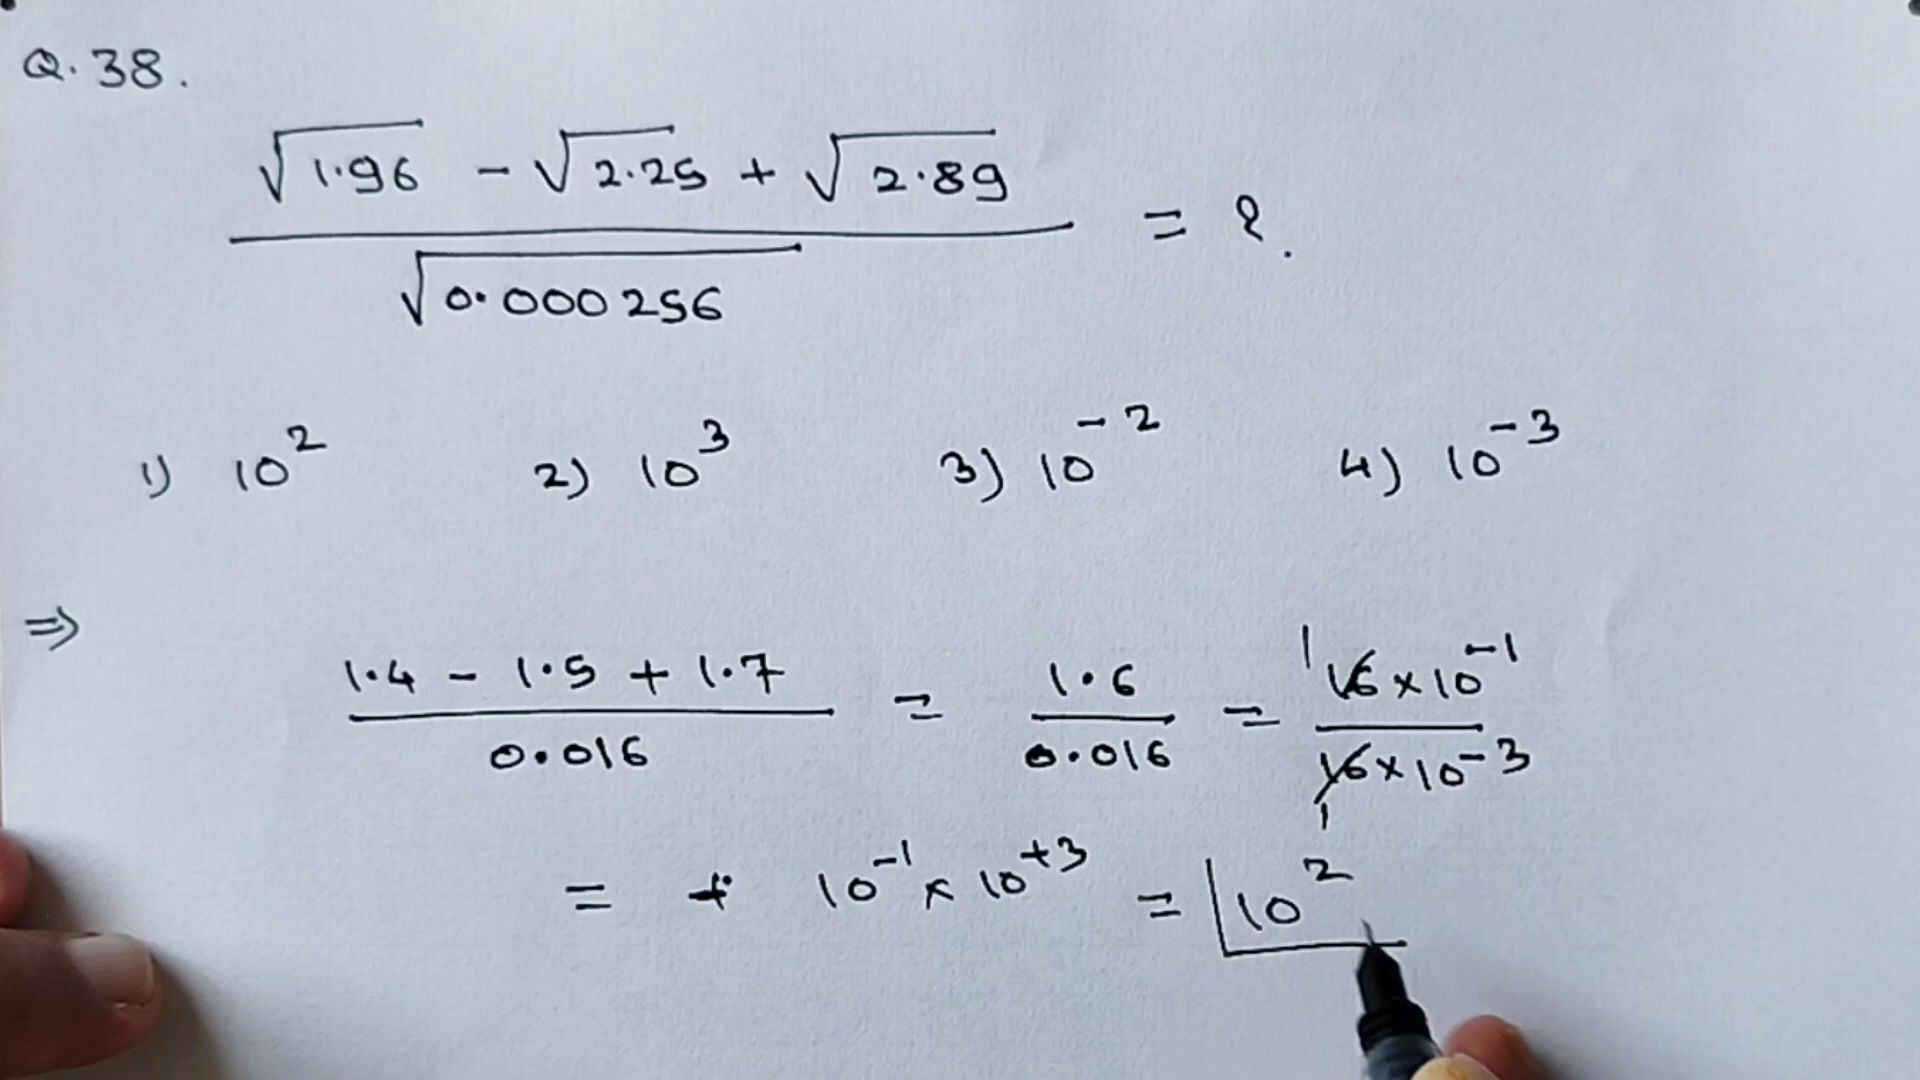 Q.38.
√1.96 - √2.25 + √2.89
= ?.
√0.000256
1) 10² 2) 10³ 3) 10⁻² 4) 10⁻³
⇒
1.4 - 1.5 + 1.7 = 1.6 = ¹16×10⁻¹
0.016 0.016 16×10⁻³
1
= + 10⁻¹ × 10⁺³ = 10²